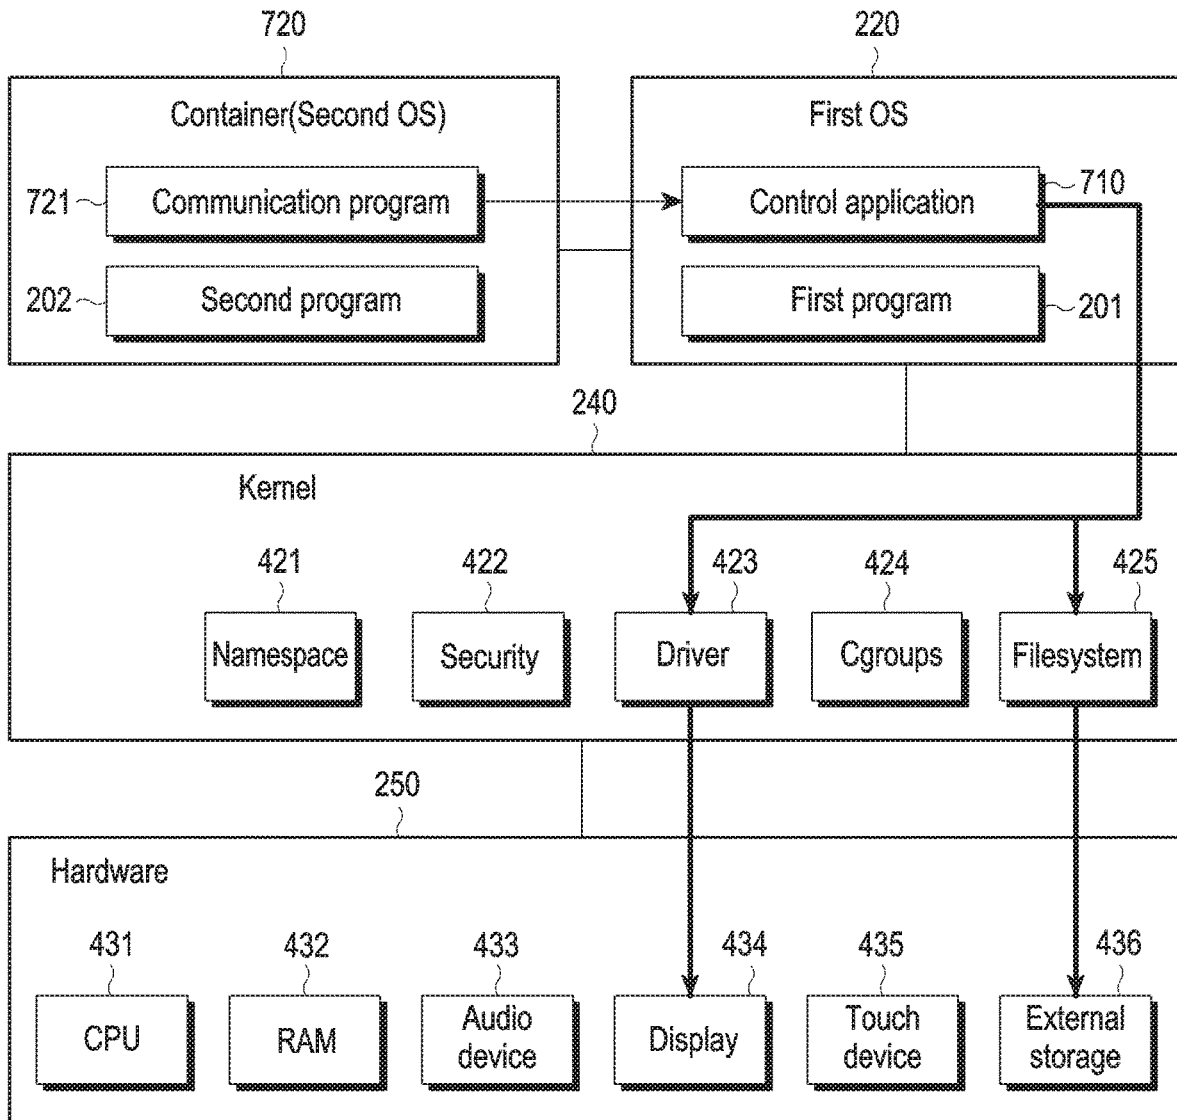 720
220
Container(Second OS)
First OS
721
Communication program
Control application
710
202
Second program
First program
201
240
Kernel
421
422
423
424
425
Namespace
Security
Driver
Cgroups
Filesystem
250
Hardware
431
432
433
434
435
436
CPU
RAM
Audio
device
Display
Touch
device
External
storage